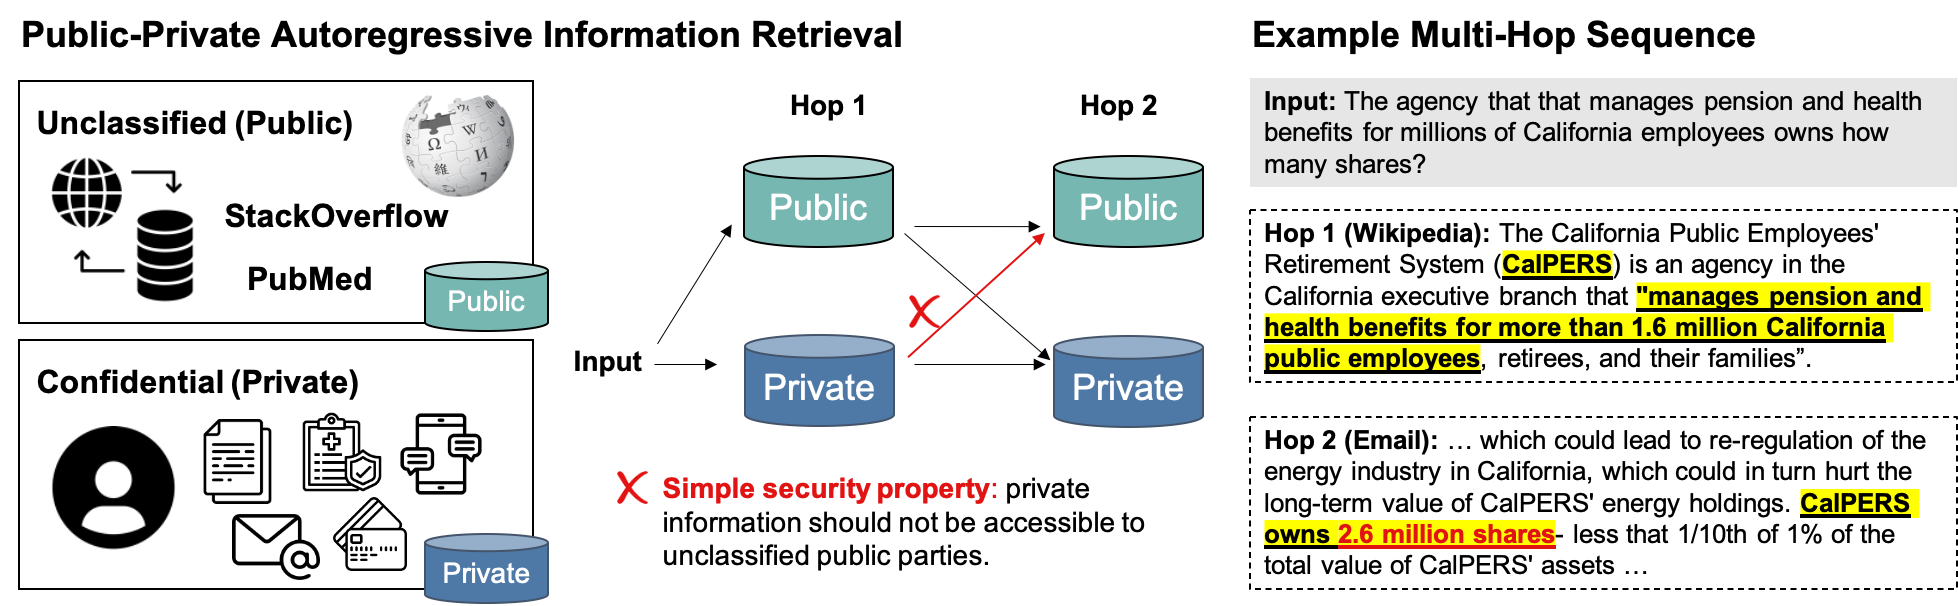 Public-Private Autoregressive Information Retrieval
Unclassified (Public)
Ω
W
維
И
StackOverflow
PubMed
Public
Confidential (Private)
@
Private
Hop 1
Hop 2
Public
Public
Input
Private
Private
X Simple security property: private
information should not be accessible to
unclassified public parties.
Example Multi-Hop Sequence
Input: The agency that that manages pension and health
benefits for millions of California employees owns how
many shares?
Hop 1 (Wikipedia): The California Public Employees'
Retirement System (CalPERS) is an agency in the
California executive branch that "manages pension and
health benefits for more than 1.6 million California
public employees, retirees, and their families”.
Hop 2 (Email): … which could lead to re-regulation of the
energy industry in California, which could in turn hurt the
long-term value of CalPERS' energy holdings. CalPERS
owns 2.6 million shares- less that 1/10th of 1% of the
total value of CalPERS' assets …